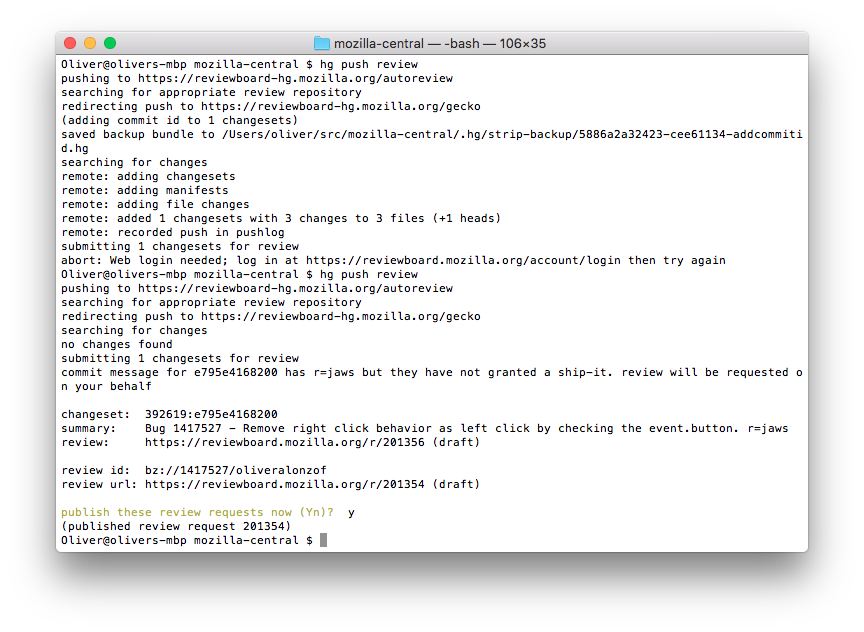 mozilla-central — -bash — 106×35
Oliver@olivers-mbp mozilla-central $ hg push review
pushing to https://reviewboard-hg.mozilla.org/autoreview
searching for appropriate review repository
redirecting push to https://reviewboard-hg.mozilla.org/gecko
(adding commit id to 1 changesets)
saved backup bundle to /Users/oliver/src/mozilla-central/.hg/strip-backup/5886a2a32423-cee61134-addcommiti
d.hg
searching for changes
remote: adding changesets
remote: adding manifests
remote: adding file changes
remote: added 1 changesets with 3 changes to 3 files (+1 heads)
remote: recorded push in pushlog
submitting 1 changesets for review
abort: Web login needed; log in at https://reviewboard.mozilla.org/account/login then try again
Oliver@olivers-mbp mozilla-central $ hg push review
pushing to https://reviewboard-hg.mozilla.org/autoreview
searching for appropriate review repository
redirecting push to https://reviewboard-hg.mozilla.org/gecko
searching for changes
no changes found
submitting 1 changesets for review
commit message for e795e4168200 has r=jaws but they have not granted a ship-it. review will be requested o
n your behalf
changeset:  392619:e795e4168200
summary:    Bug 1417527 - Remove right click behavior as left click by checking the event.button. r=jaws
review:     https://reviewboard.mozilla.org/r/201356 (draft)
review id:  bz://1417527/oliveralonzof
review url: https://reviewboard.mozilla.org/r/201354 (draft)
publish these review requests now (Yn)?  y
(published review request 201354)
Oliver@olivers-mbp mozilla-central $